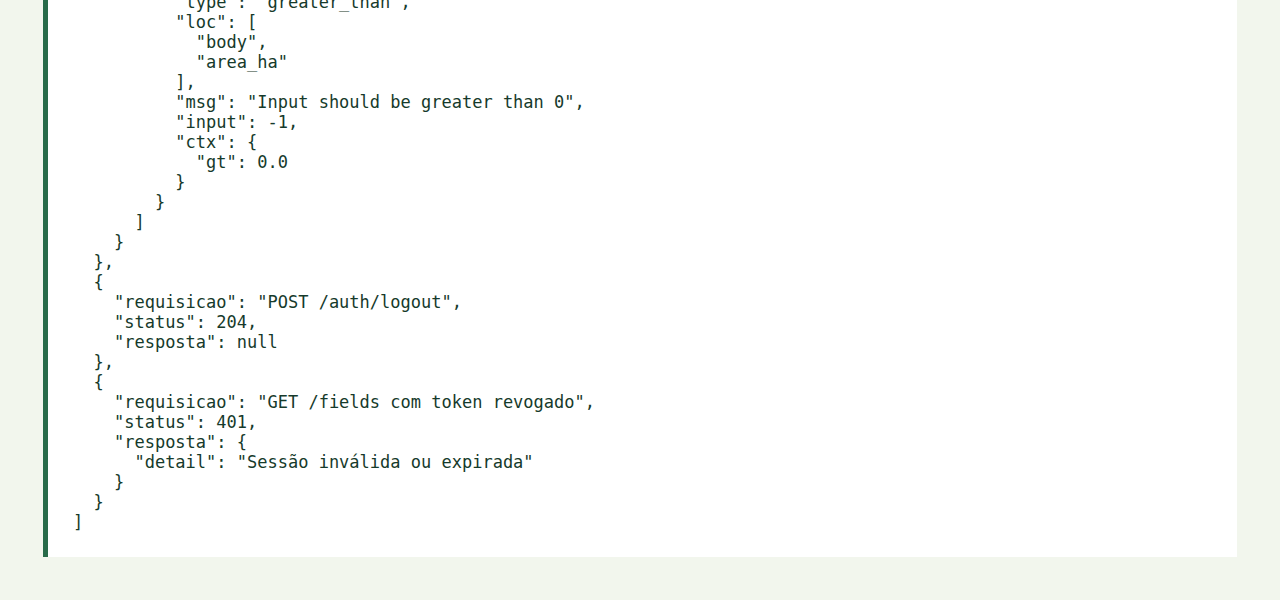 "type": "greater_than",
"loc": [
"body",
"area_ha"
],
"msg": "Input should be greater than 0",
"input": -1,
"ctx": {
"gt": 0.0
}
}
]
}
},
{
"requisicao": "POST /auth/logout",
"status": 204,
"resposta": null
},
{
"requisicao": "GET /fields com token revogado",
"status": 401,
"resposta": {
"detail": "Sessão inválida ou expirada"
}
}
]